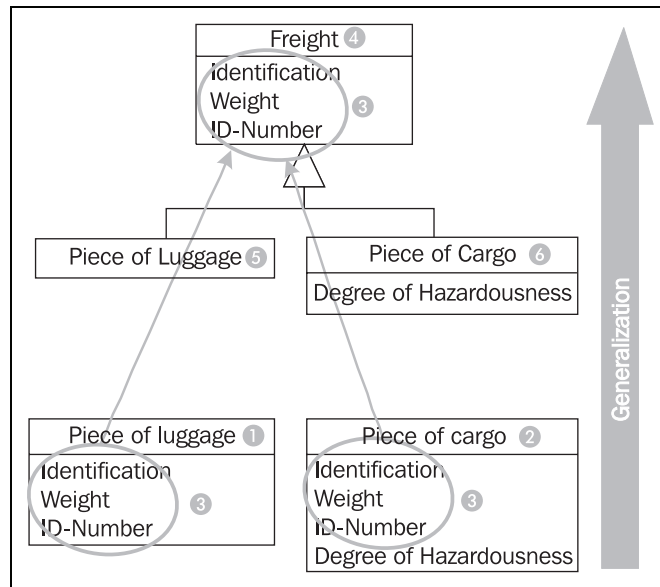 Freight 4
Identification
Weight
ID-Number
3
Piece of Luggage 5
Piece of Cargo 6
Degree of Hazardousness
Generalization
Piece of luggage 1
Identification
Weight
ID-Number
3
Piece of cargo 2
Identification
Weight
ID-Number
3
Degree of Hazardousness